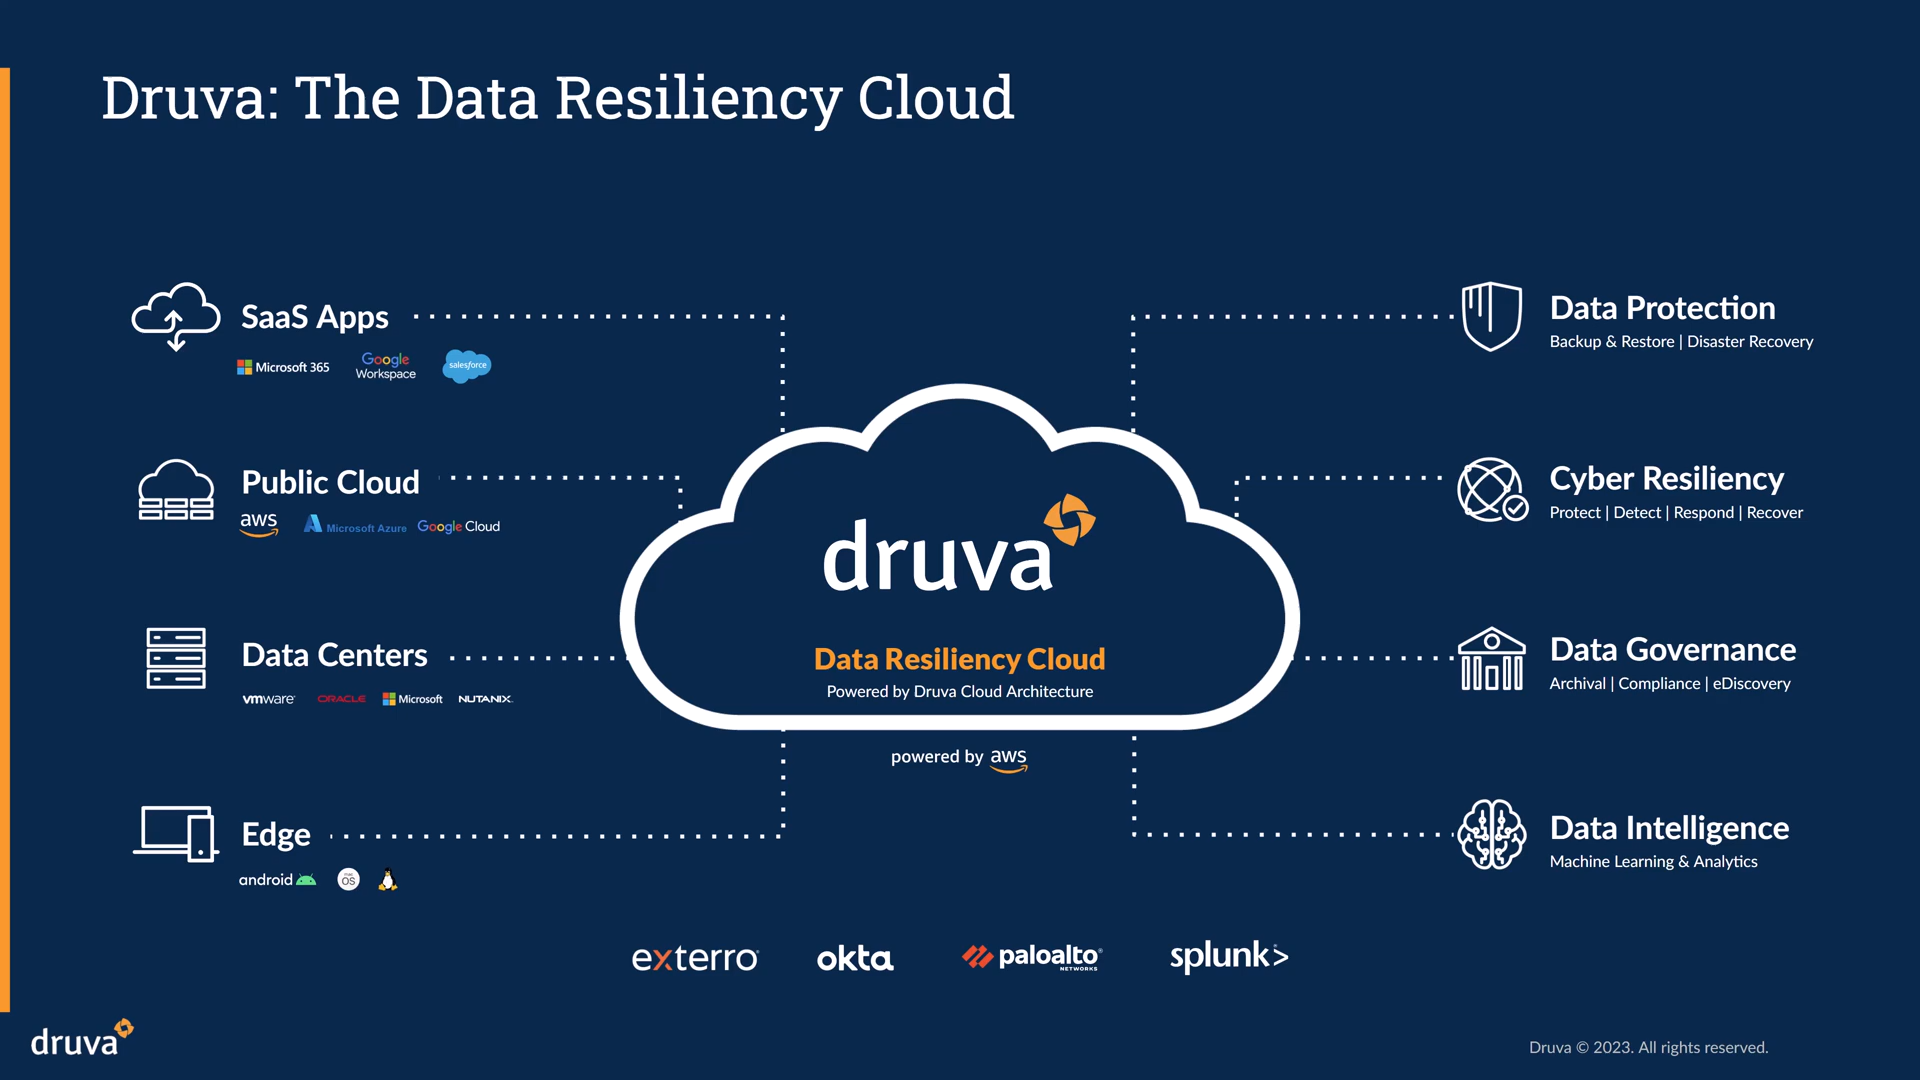 Druva: The Data Resiliency Cloud
SaaS Apps
Microsoft 365
Google
Workspace
salesforce
Public Cloud
aws
Microsoft Azure
Google Cloud
Data Centers
vmware®
ORACLE
Microsoft
NUTANIX
Edge
android
mac
OS
druva
Data Resiliency Cloud
Powered by Druva Cloud Architecture
powered by aws
Data Protection
Backup & Restore | Disaster Recovery
Cyber Resiliency
Protect | Detect | Respond | Recover
Data Governance
Archival | Compliance | eDiscovery
Data Intelligence
Machine Learning & Analytics
exterro®
okta
paloalto®
NETWORKS
splunk>
druva
Druva © 2023. All rights reserved.